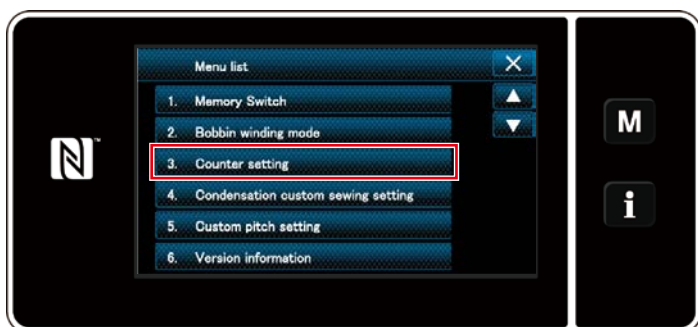 Menu list
1. Memory Switch
2. Bobbin winding mode
3. Counter setting
4. Condensation custom sewing setting
5. Custom pitch setting
6. Version information
N™
M
i